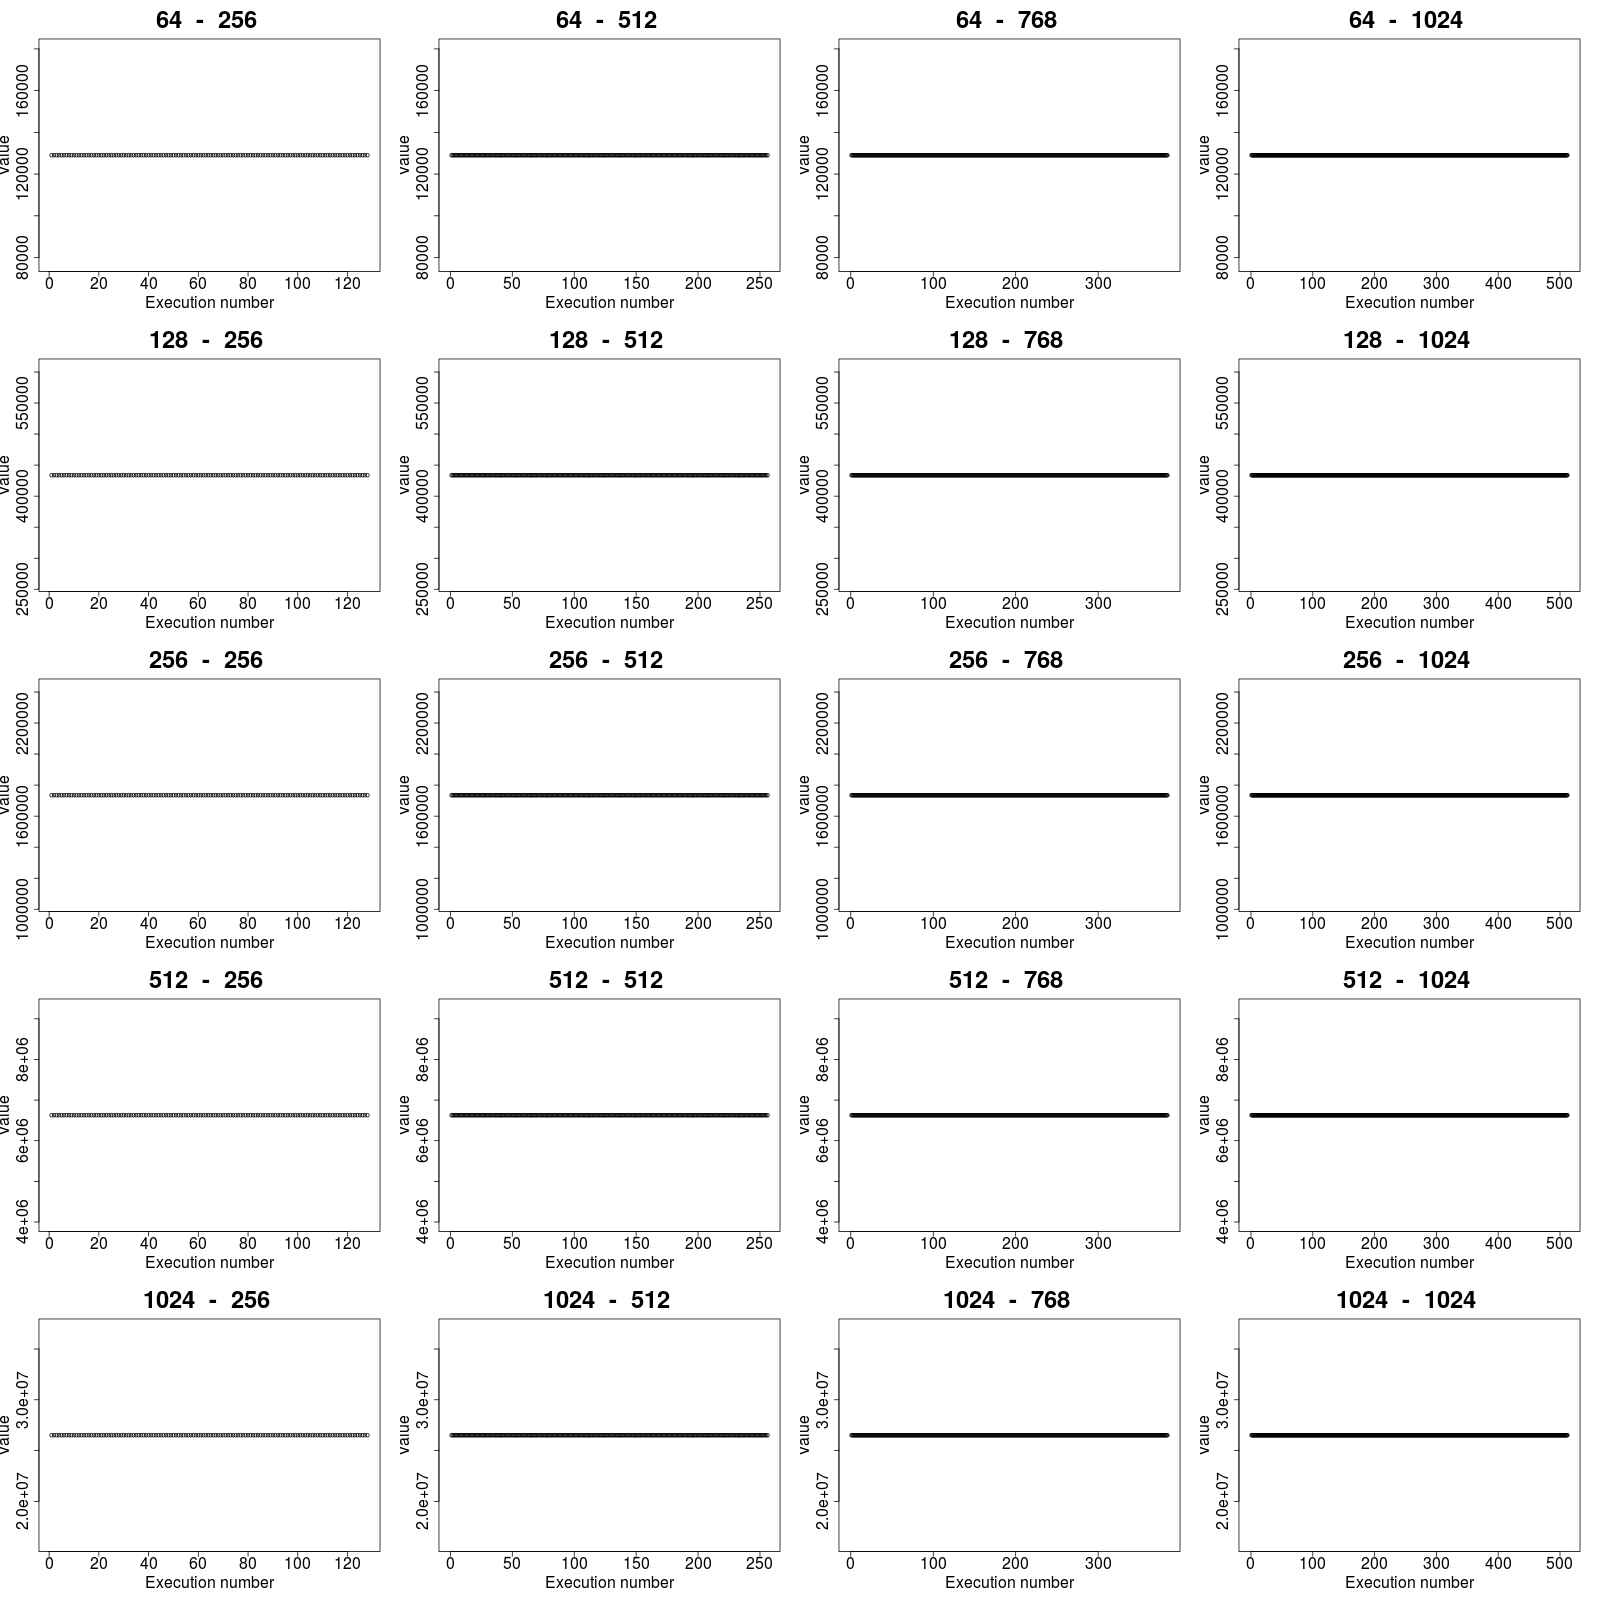 64 - 256
64 - 512
64 - 768
64 - 1024
value
80000 120000 160000
0 20 40 60 80 100 120
Execution number
value
80000 120000 160000
0 50 100 150 200 250
Execution number
value
80000 120000 160000
0 100 200 300
Execution number
value
80000 120000 160000
0 100 200 300 400 500
Execution number
128 - 256
128 - 512
128 - 768
128 - 1024
value
250000 400000 550000
0 20 40 60 80 100 120
Execution number
value
250000 400000 550000
0 50 100 150 200 250
Execution number
value
250000 400000 550000
0 100 200 300
Execution number
value
250000 400000 550000
0 100 200 300 400 500
Execution number
256 - 256
256 - 512
256 - 768
256 - 1024
value
1000000 1600000 2200000
0 20 40 60 80 100 120
Execution number
value
1000000 1600000 2200000
0 50 100 150 200 250
Execution number
value
1000000 1600000 2200000
0 100 200 300
Execution number
value
1000000 1600000 2200000
0 100 200 300 400 500
Execution number
512 - 256
512 - 512
512 - 768
512 - 1024
value
4e+06 6e+06 8e+06
0 20 40 60 80 100 120
Execution number
value
4e+06 6e+06 8e+06
0 50 100 150 200 250
Execution number
value
4e+06 6e+06 8e+06
0 100 200 300
Execution number
value
4e+06 6e+06 8e+06
0 100 200 300 400 500
Execution number
1024 - 256
1024 - 512
1024 - 768
1024 - 1024
value
2.0e+07 3.0e+07
0 20 40 60 80 100 120
Execution number
value
2.0e+07 3.0e+07
0 50 100 150 200 250
Execution number
value
2.0e+07 3.0e+07
0 100 200 300
Execution number
value
2.0e+07 3.0e+07
0 100 200 300 400 500
Execution number